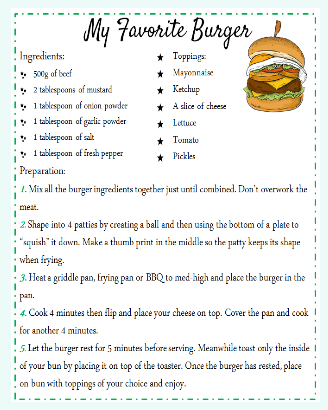 My Favorite Burger
Ingredients:
500g of beef
2 tablespoons of mustard
1 tablespoon of onion powder
1 tablespoon of garlic powder
1 tablespoon of salt
1 tablespoon of fresh pepper
Toppings:
Mayonnaise
Ketchup
A slice of cheese
Lettuce
Tomato
Pickles
Preparation:
1. Mix all the burger ingredients together just until combined. Don't overwork the
meat.
2. Shape into 4 patties by creating a ball and then using the bottom of a plate to
"squish" it down. Make a thumb print in the middle so the patty keeps its shape
when frying.
3. Heat a griddle pan, frying pan or BBQ to med-high and place the burger in the
pan.
4. Cook 4 minutes then flip and place your cheese on top. Cover the pan and cook
for another 4 minutes.
5. Let the burger rest for 5 minutes before serving. Meanwhile toast only the inside
of your bun by placing it on top of the toaster. Once the burger has rested, place
on bun with toppings of your choice and enjoy.